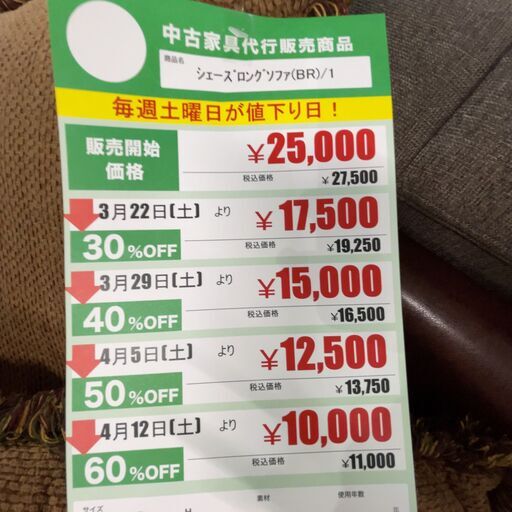 中古家具代行販売商品
商品名
シェーズロングソファ(BR)/1
毎週土曜日が値下り日！
販売開始価格 ¥25,000
税込価格 ¥27,500
3月22日(土) より ¥17,500
30%OFF 税込価格 ¥19,250
3月29日(土) より ¥15,000
40%OFF 税込価格 ¥16,500
4月5日(土) より ¥12,500
50%OFF 税込価格 ¥13,750
4月12日(土) より ¥10,000
60%OFF 税込価格 ¥11,000
サイズ 素材 使用年数